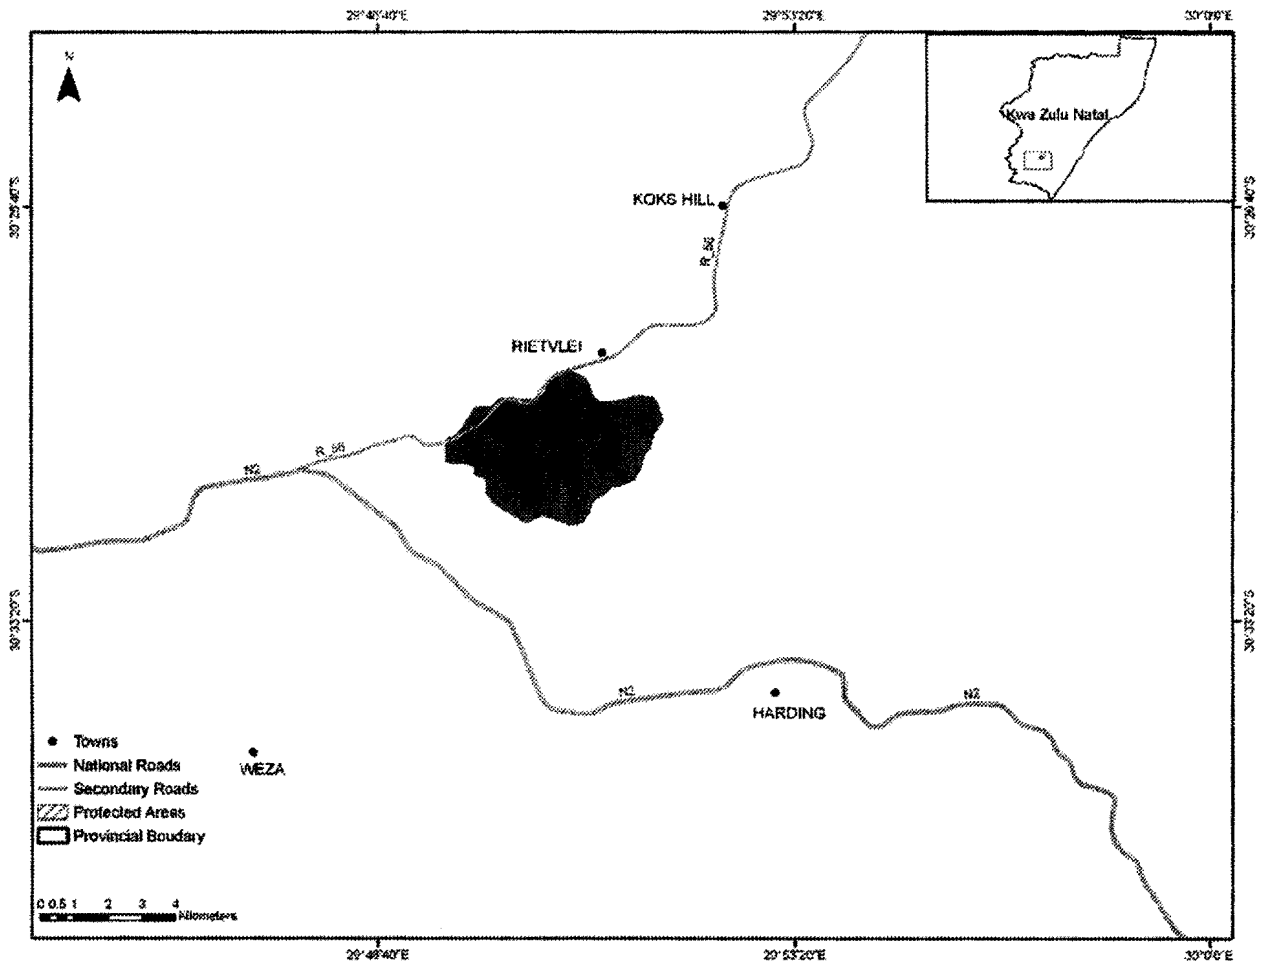 29°46'40"E
29°53'20"E
30°0'0"E
N
Kwa Zulu Natal
KOKS HILL
R_56
RIETVLEI
R_56
N2
30°26'40"S
30°26'40"S
30°33'20"S
30°33'20"S
N2
N2
HARDING
WEZA
Towns
National Roads
Secondary Roads
Protected Areas
Provincial Boudary
0 0.5 1 2 3 4
Kilometers
29°46'40"E
29°53'20"E
30°0'0"E